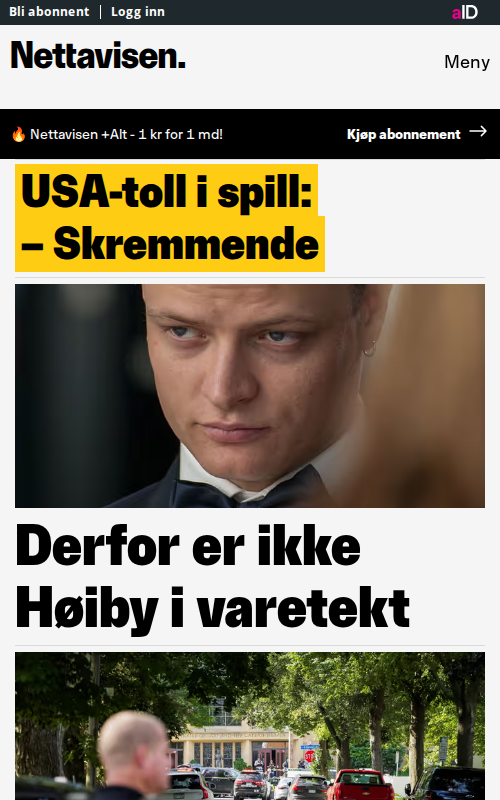 Bli abonnent | Logg inn
aID
Nettavisen.
Meny
🔥 Nettavisen +Alt - 1 kr for 1 md!
Kjøp abonnement →
USA-toll i spill:
– Skremmende
Derfor er ikke
Høiby i varetekt